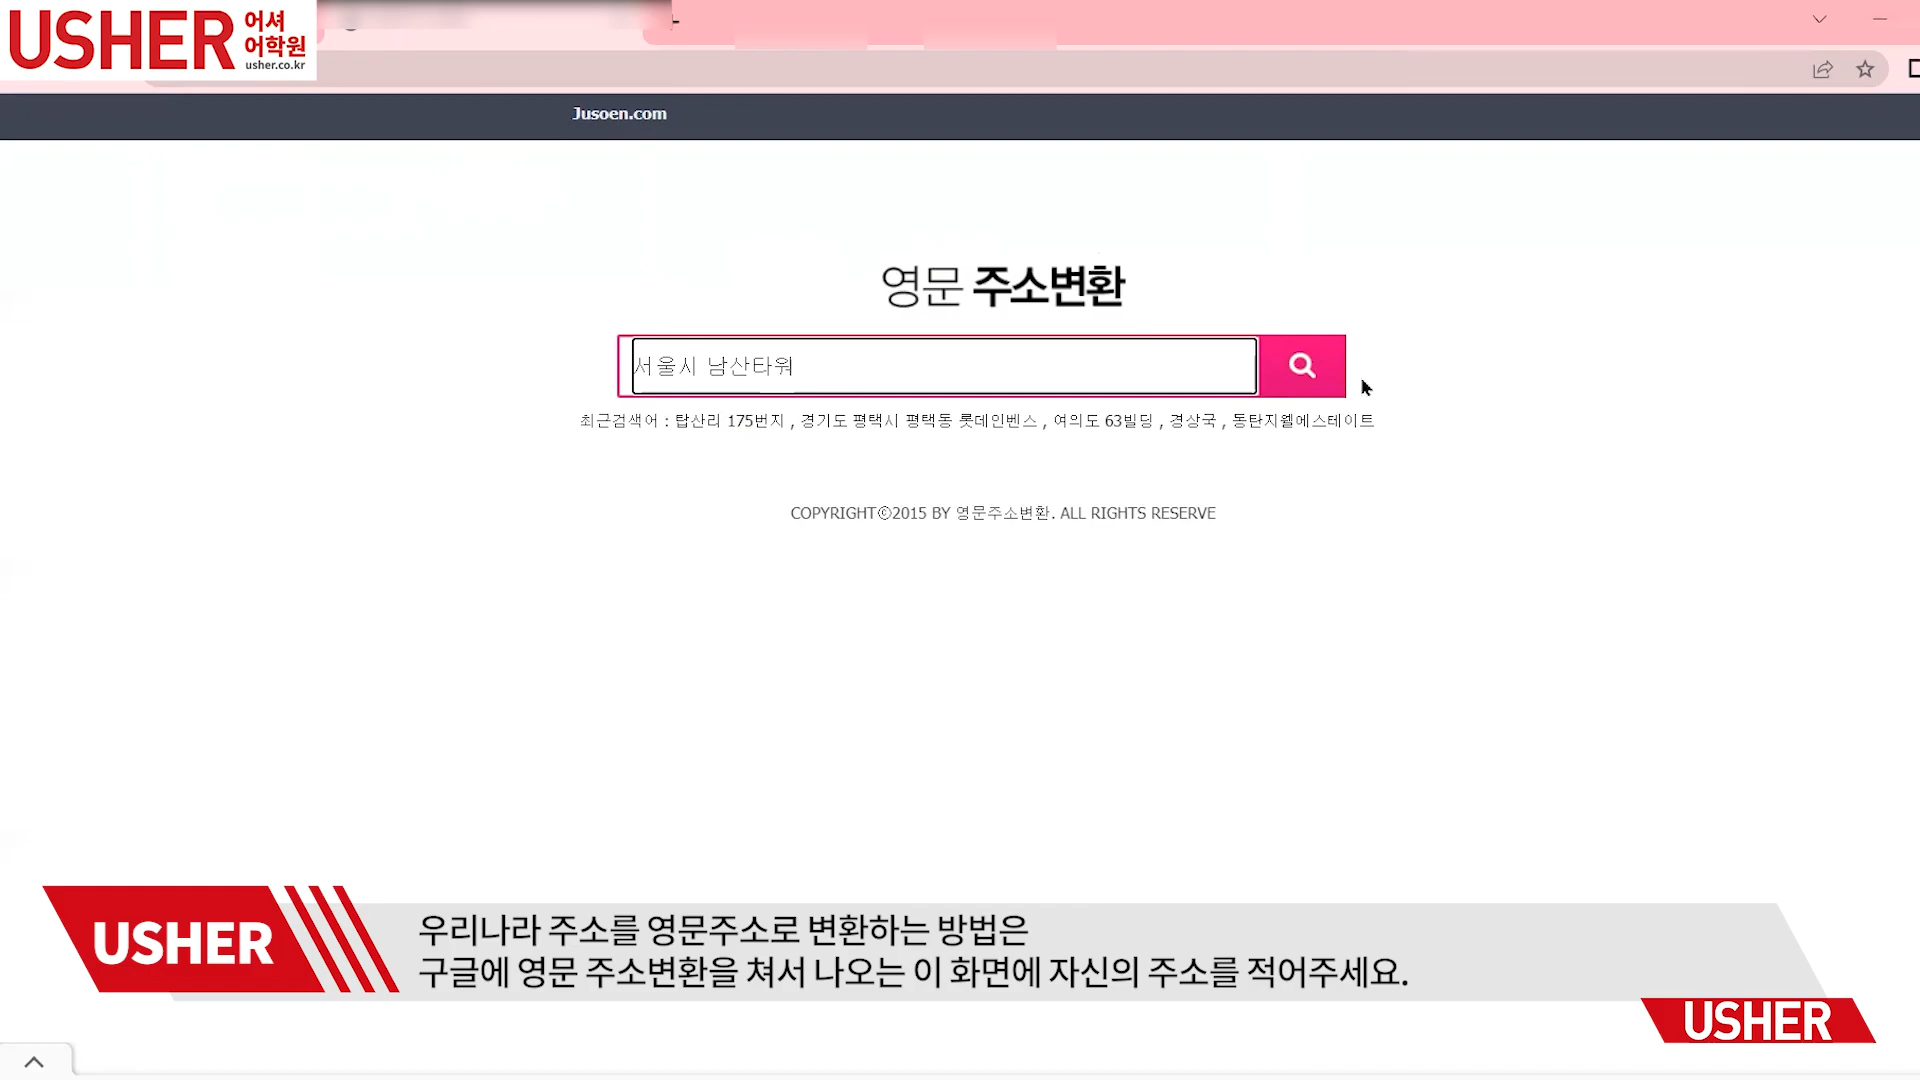 USHER 어셔
어학원
usher.co.kr
Jusoen.com
영문 주소변환
서울시 남산타워
최근검색어 : 탑산리 175번지 , 경기도 평택시 평택동 롯데인벤스 , 여의도 63빌딩 , 경상국 , 동탄지웰에스테이트
COPYRIGHTⓒ2015 BY 영문주소변환. ALL RIGHTS RESERVE
USHER
우리나라 주소를 영문주소로 변환하는 방법은
구글에 영문 주소변환을 쳐서 나오는 이 화면에 자신의 주소를 적어주세요.
USHER